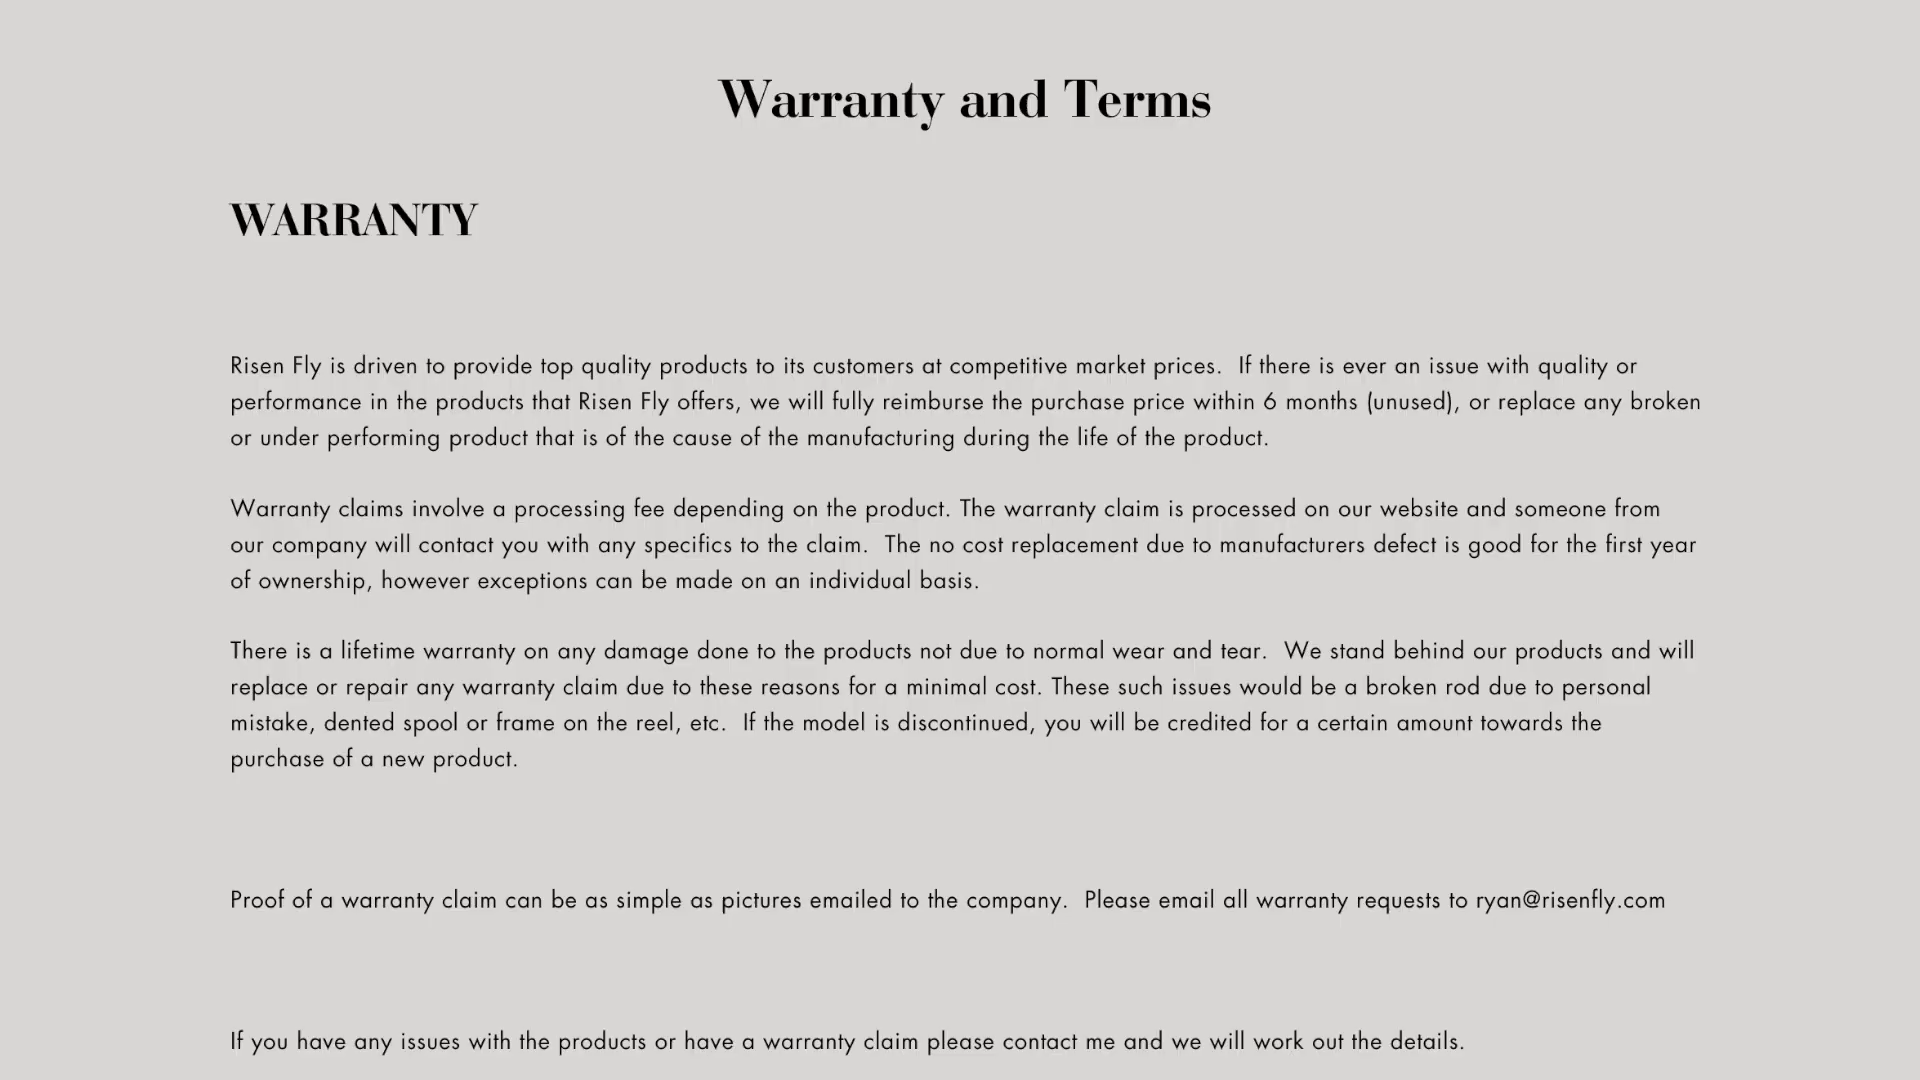 Warranty and Terms
WARRANTY
Risen Fly is driven to provide top quality products to its customers at competitive market prices.  If there is ever an issue with quality or
performance in the products that Risen Fly offers, we will fully reimburse the purchase price within 6 months (unused), or replace any broken
or under performing product that is of the cause of the manufacturing during the life of the product.
Warranty claims involve a processing fee depending on the product. The warranty claim is processed on our website and someone from
our company will contact you with any specifics to the claim.  The no cost replacement due to manufacturers defect is good for the first year
of ownership, however exceptions can be made on an individual basis.
There is a lifetime warranty on any damage done to the products not due to normal wear and tear.  We stand behind our products and will
replace or repair any warranty claim due to these reasons for a minimal cost. These such issues would be a broken rod due to personal
mistake, dented spool or frame on the reel, etc.  If the model is discontinued, you will be credited for a certain amount towards the
purchase of a new product.
Proof of a warranty claim can be as simple as pictures emailed to the company.  Please email all warranty requests to ryan@risenfly.com
If you have any issues with the products or have a warranty claim please contact me and we will work out the details.